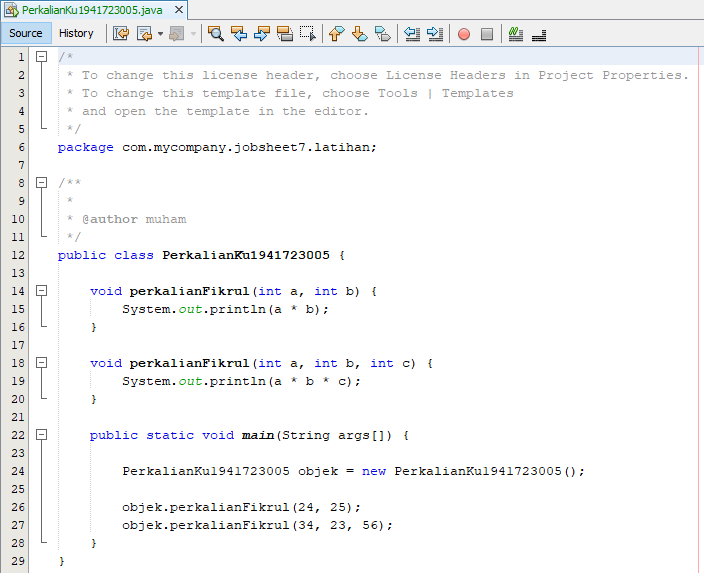 PerkalianKu1941723005.java
Source History
1 /*
2 * To change this license header, choose License Headers in Project Properties.
3 * To change this template file, choose Tools | Templates
4 * and open the template in the editor.
5 */
6 package com.mycompany.jobsheet7.latihan;
7
8 /**
9 *
10 * @author muham
11 */
12 public class PerkalianKu1941723005 {
13
14 void perkalianFikrul(int a, int b) {
15 System.out.println(a * b);
16 }
17
18 void perkalianFikrul(int a, int b, int c) {
19 System.out.println(a * b * c);
20 }
21
22 public static void main(String args[]) {
23
24 PerkalianKu1941723005 objek = new PerkalianKu1941723005();
25
26 objek.perkalianFikrul(24, 25);
27 objek.perkalianFikrul(34, 23, 56);
28 }
29 }